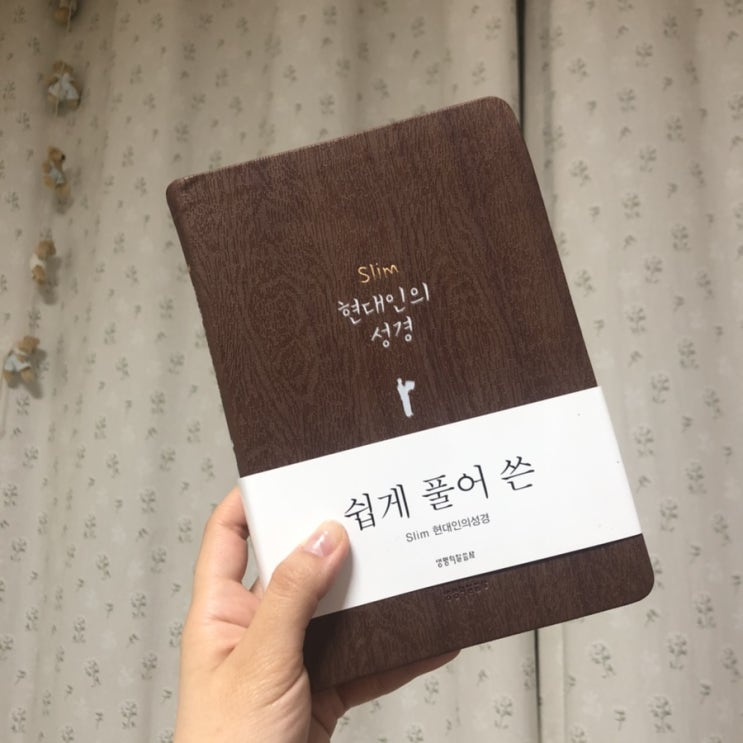 Slim
현대인의
성경
쉽게 풀어 쓴
Slim 현대인의성경
생명의말씀사